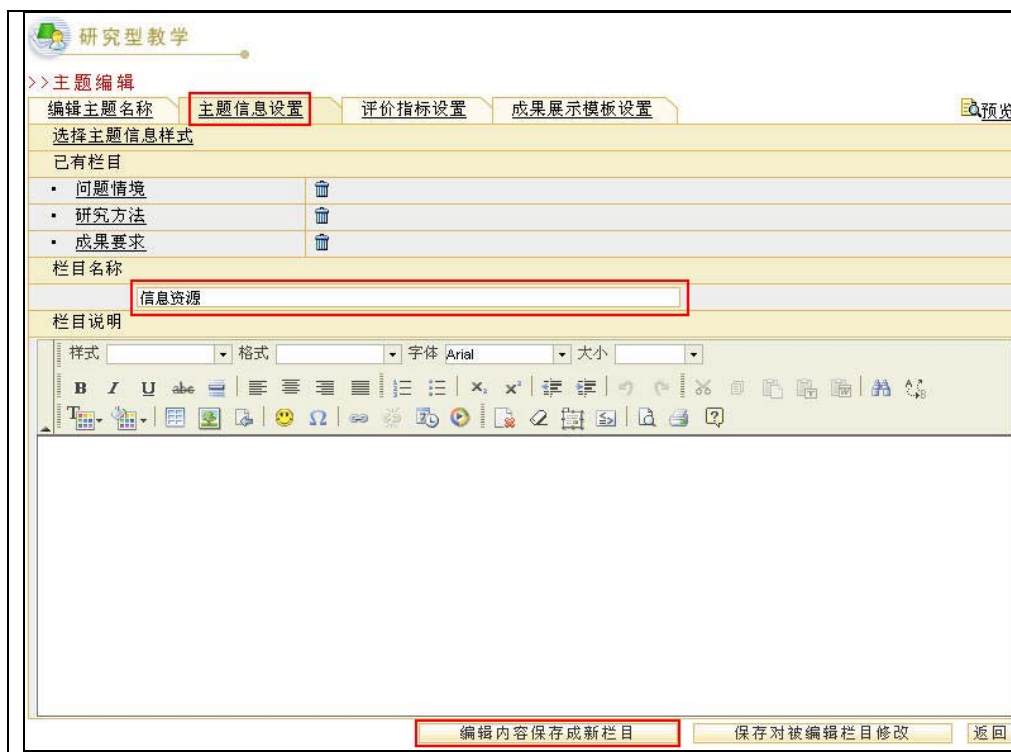 研究型教学
>>主题编辑
编辑主题名称 主题信息设置 评价指标设置 成果展示模板设置 预览
选择主题信息样式
已有栏目
· 问题情境
· 研究方法
· 成果要求
栏目名称
信息资源
栏目说明
样式 格式 字体 Arial 大小
B I U abc
编辑内容保存成新栏目 保存对被编辑栏目修改 返回